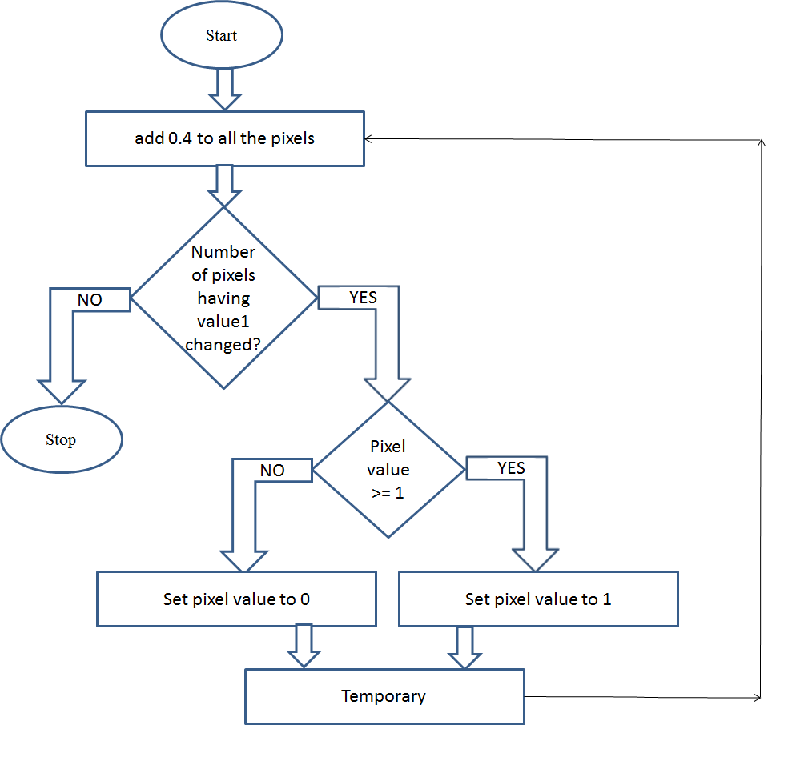 Start
add 0.4 to all the pixels
Number
of pixels
having
value1
changed?
NO
YES
Stop
Pixel
value
>= 1
NO
YES
Set pixel value to 0
Set pixel value to 1
Temporary